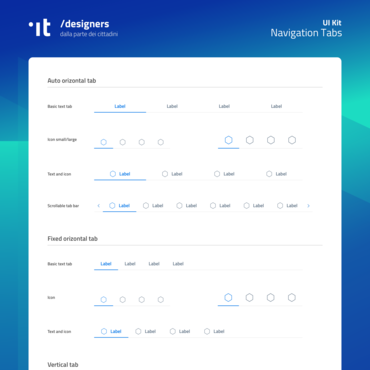 it
/designers
dalla parte dei cittadini
UI Kit
Navigation Tabs
Auto orizontal tab
Basic text tab
Label Label Label Label
Icon small/large
Text and icon
Label Label Label Label
Scrollable tab bar
Label Label Label Label Label Label
Fixed orizontal tab
Basic text tab
Label Label Label Label
Icon
Text and icon
Label Label Label Label
Vertical tab